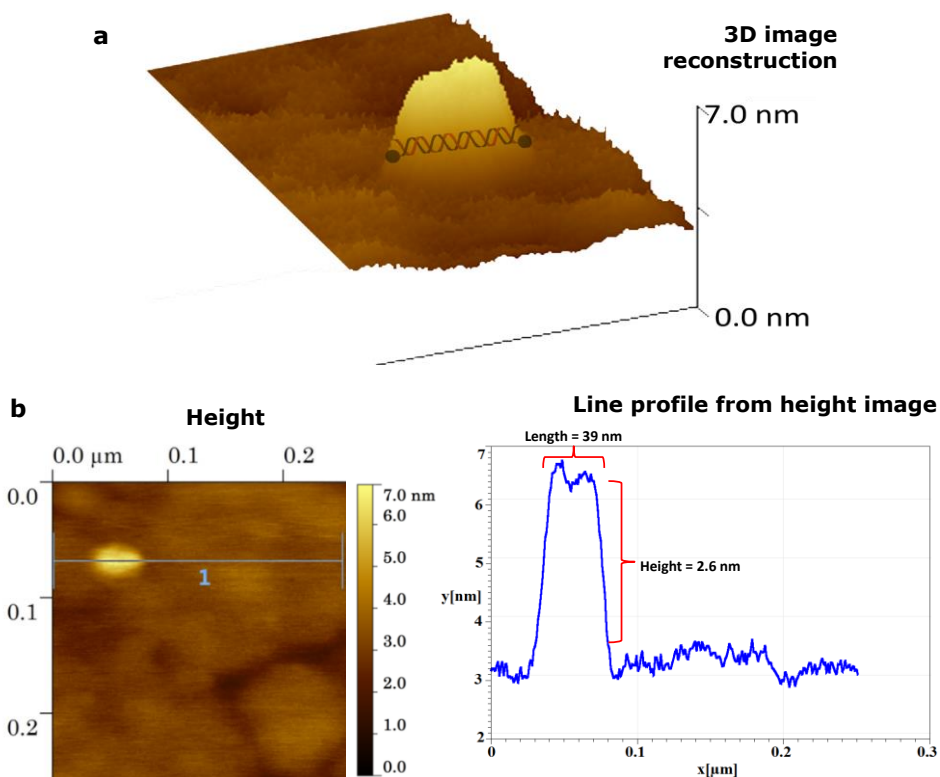 a
3D image
reconstruction
7.0 nm
0.0 nm
b
Height
0.0 µm
0.1
0.2
0.0
0.1
0.2
1
7.0 nm
6.0
5.0
4.0
3.0
2.0
1.0
0.0
Line profile from height image
Length = 39 nm
Height = 2.6 nm
y[nm]
7
6
5
4
3
2
0
0.1
0.2
0.3
x[µm]